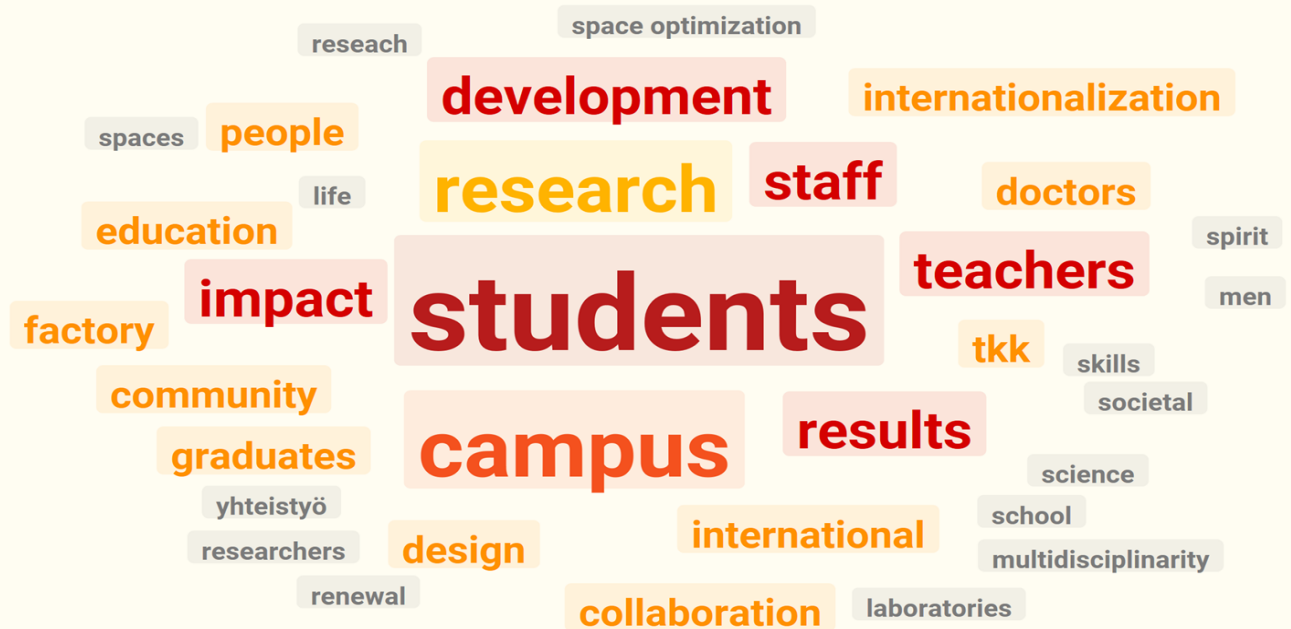 space optimization
reseach
development
internationalization
people
spaces
research
staff
doctors
life
education
spirit
teachers
impact
students
men
factory
tkk
skills
community
societal
results
campus
graduates
science
yhteistyö
school
international
researchers
design
multidisciplinarity
renewal
collaboration
laboratories